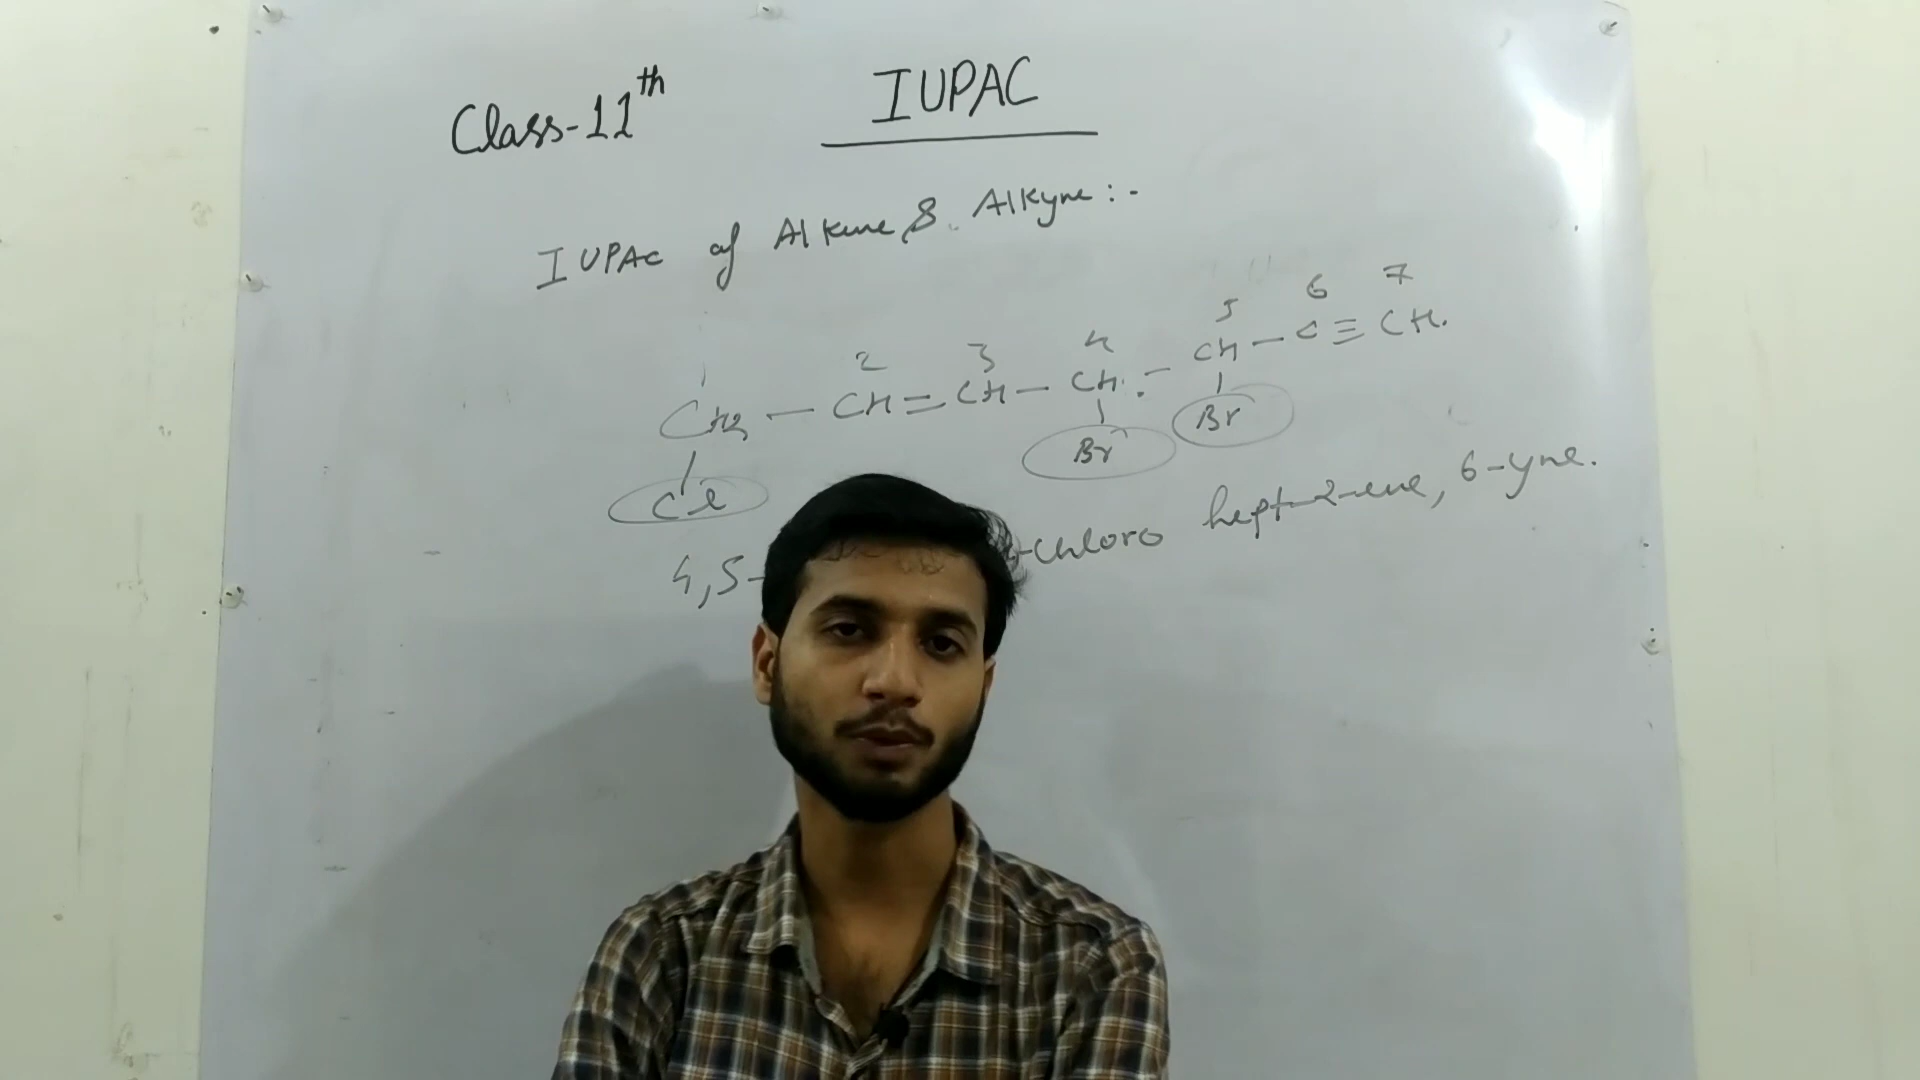 Class-11th IUPAC
IUPAC of Alkene & Alkyne:-
1 2 3 4 5 6 7
CH2 — CH = CH — CH — CH — C ≡ CH
Cl Br Br
4,5- -chloro hept-2-ene, 6-yne.